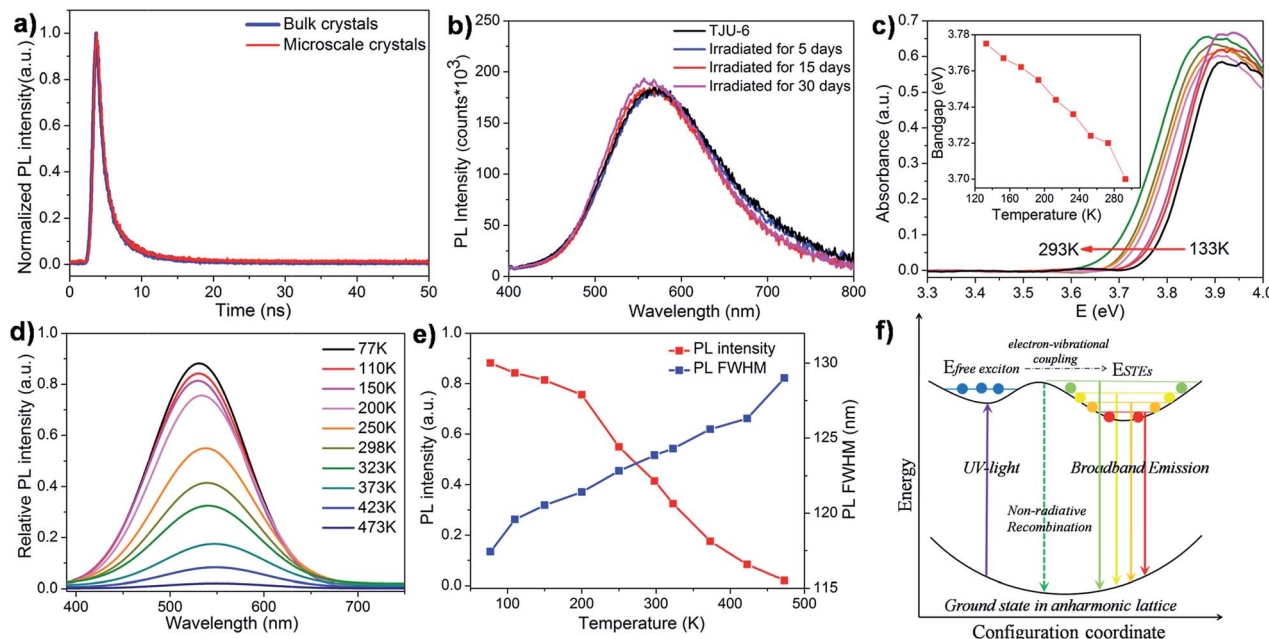 a)
Bulk crystals
Microscale crystals
Normalized PL intensity(a.u.)
1.0
0.8
0.6
0.4
0.2
0.0
0 10 20 30 40 50
Time (ns)
b)
TJU-6
Irradiated for 5 days
Irradiated for 15 days
Irradiated for 30 days
PL Intensity (counts*10³)
250
200
150
100
50
0
400 500 600 700 800
Wavelength (nm)
c)
Absorbance (a.u.)
0.7
0.6
0.5
0.4
0.3
0.2
0.1
0.0
3.78
3.76
3.74
3.72
3.70
Bandgap (eV)
120 160 200 240 280
Temperature (K)
293K
133K
3.3 3.4 3.5 3.6 3.7 3.8 3.9 4.0
E (eV)
d)
Relative PL intensity (a.u.)
1.0
0.8
0.6
0.4
0.2
0.0
77K
110K
150K
200K
250K
298K
323K
373K
423K
473K
400 500 600 700
Wavelength (nm)
e)
PL intensity
PL FWHM
PL intensity (a.u.)
1.0
0.8
0.6
0.4
0.2
0.0
130
125
120
115
PL FWHM (nm)
100 200 300 400 500
Temperature (K)
f)
electron-vibrational
coupling
Efree exciton
ESTEs
UV-light
Broadband Emission
Non-radiative
Recombination
Energy
Ground state in anharmonic lattice
Configuration coordinate